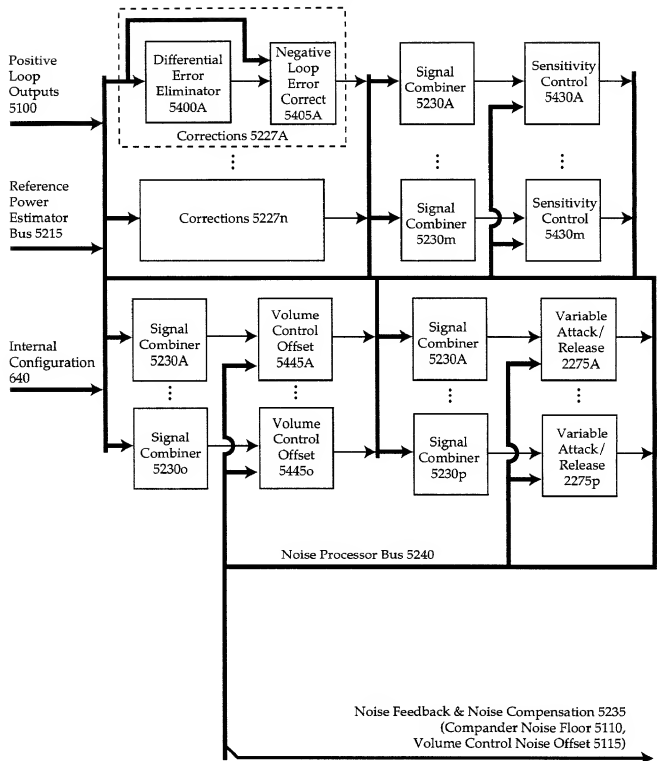 Positive
Loop
Outputs
5100
Differential
Error
Eliminator
5400A
Negative
Loop
Error
Correct
5405A
Corrections 5227A
Signal
Combiner
5230A
Sensitivity
Control
5430A
Reference
Power
Estimator
Bus 5215
Corrections 5227n
Signal
Combiner
5230m
Sensitivity
Control
5430m
Internal
Configuration
640
Signal
Combiner
5230A
Volume
Control
Offset
5445A
Signal
Combiner
5230A
Variable
Attack/
Release
2275A
Signal
Combiner
5230o
Volume
Control
Offset
5445o
Signal
Combiner
5230p
Variable
Attack/
Release
2275p
Noise Processor Bus 5240
Noise Feedback & Noise Compensation 5235
(Compander Noise Floor 5110,
Volume Control Noise Offset 5115)